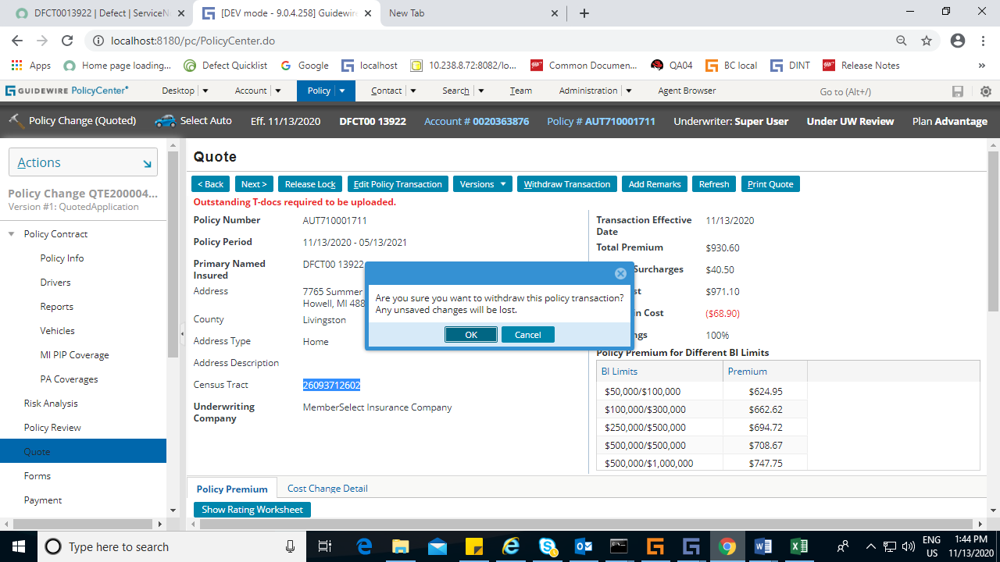 DFCT0013922 | Defect | ServiceN
[DEV mode - 9.0.4.258] Guidewire
New Tab
localhost:8180/pc/PolicyCenter.do
Apps
Home page loading...
Defect Quicklist
Google
localhost
10.238.8.72:8082/lo...
Common Documen...
QA04
BC local
DINT
Release Notes
»
GUIDEWIRE PolicyCenter
Desktop
Account
Policy
Contact
Search
Team
Administration
Agent Browser
Go to (Alt+/)
Policy Change (Quoted)
Select Auto
Eff. 11/13/2020
DFCT00 13922
Account # 0020363876
Policy # AUT710001711
Underwriter: Super User
Under UW Review
Plan Advantage
Actions
Policy Change QTE200004...
Version #1: QuotedApplication
Policy Contract
Policy Info
Drivers
Reports
Vehicles
MI PIP Coverage
PA Coverages
Risk Analysis
Policy Review
Quote
Forms
Payment
Quote
< Back
Next >
Release Lock
Edit Policy Transaction
Versions
Withdraw Transaction
Add Remarks
Refresh
Print Quote
Outstanding T-docs required to be uploaded.
Policy Number AUT710001711
Policy Period 11/13/2020 - 05/13/2021
Primary Named Insured DFCT00 13922
Address 7765 Summer
Howell, MI 488
County Livingston
Address Type Home
Address Description
Census Tract 26093712602
Underwriting Company MemberSelect Insurance Company
Transaction Effective Date 11/13/2020
Total Premium $930.60
Surcharges $40.50
st $971.10
n Cost ($68.90)
ngs 100%
Are you sure you want to withdraw this policy transaction?
Any unsaved changes will be lost.
OK
Cancel
Policy Premium for Different BI Limits
BI Limits Premium
$50,000/$100,000 $624.95
$100,000/$300,000 $662.62
$250,000/$500,000 $694.72
$500,000/$500,000 $708.67
$500,000/$1,000,000 $747.75
Policy Premium
Cost Change Detail
Show Rating Worksheet
Type here to search
ENG
US
1:44 PM
11/13/2020